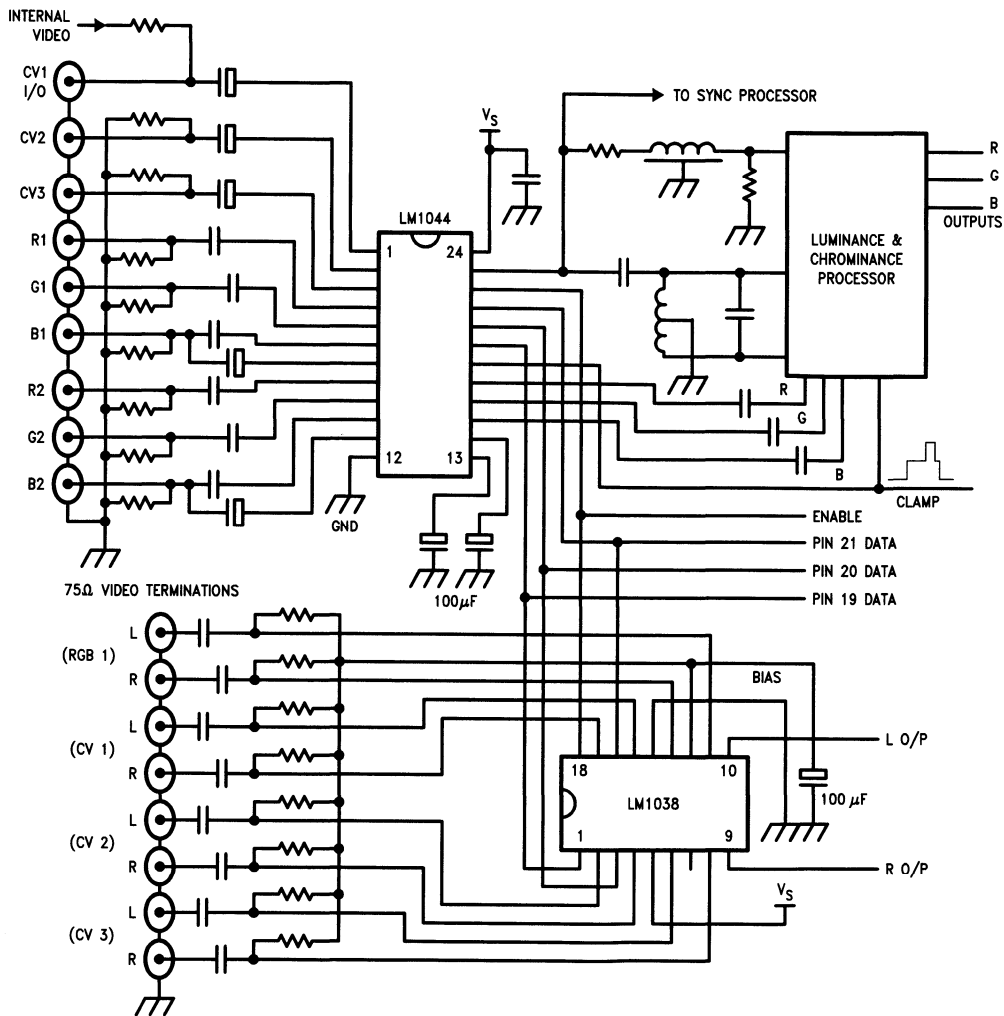 INTERNAL
VIDEO
CV1
I/O
CV2
CV3
R1
G1
B1
R2
G2
B2
75Ω VIDEO TERMINATIONS
LM1044
1
24
12
13
GND
100μF
VS
TO SYNC PROCESSOR
LUMINANCE &
CHROMINANCE
PROCESSOR
R
G
B
OUTPUTS
R
G
B
CLAMP
ENABLE
PIN 21 DATA
PIN 20 DATA
PIN 19 DATA
L
(RGB 1)
R
L
(CV 1)
R
L
(CV 2)
R
L
(CV 3)
R
BIAS
18
10
LM1038
1
9
L O/P
100 μF
R O/P
VS